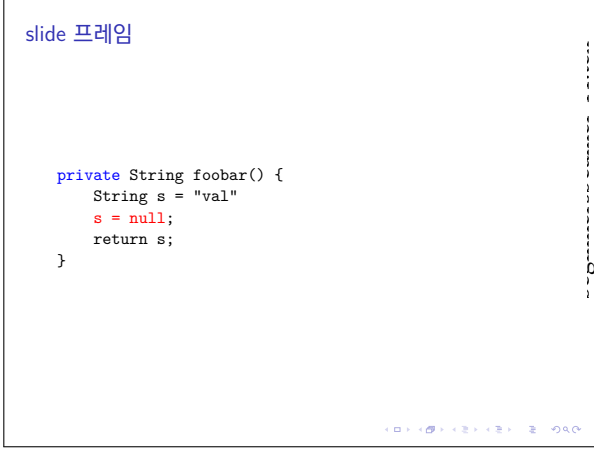 slide 프레임
private String foobar() {
    String s = "val"
    s = null;
    return s;
}